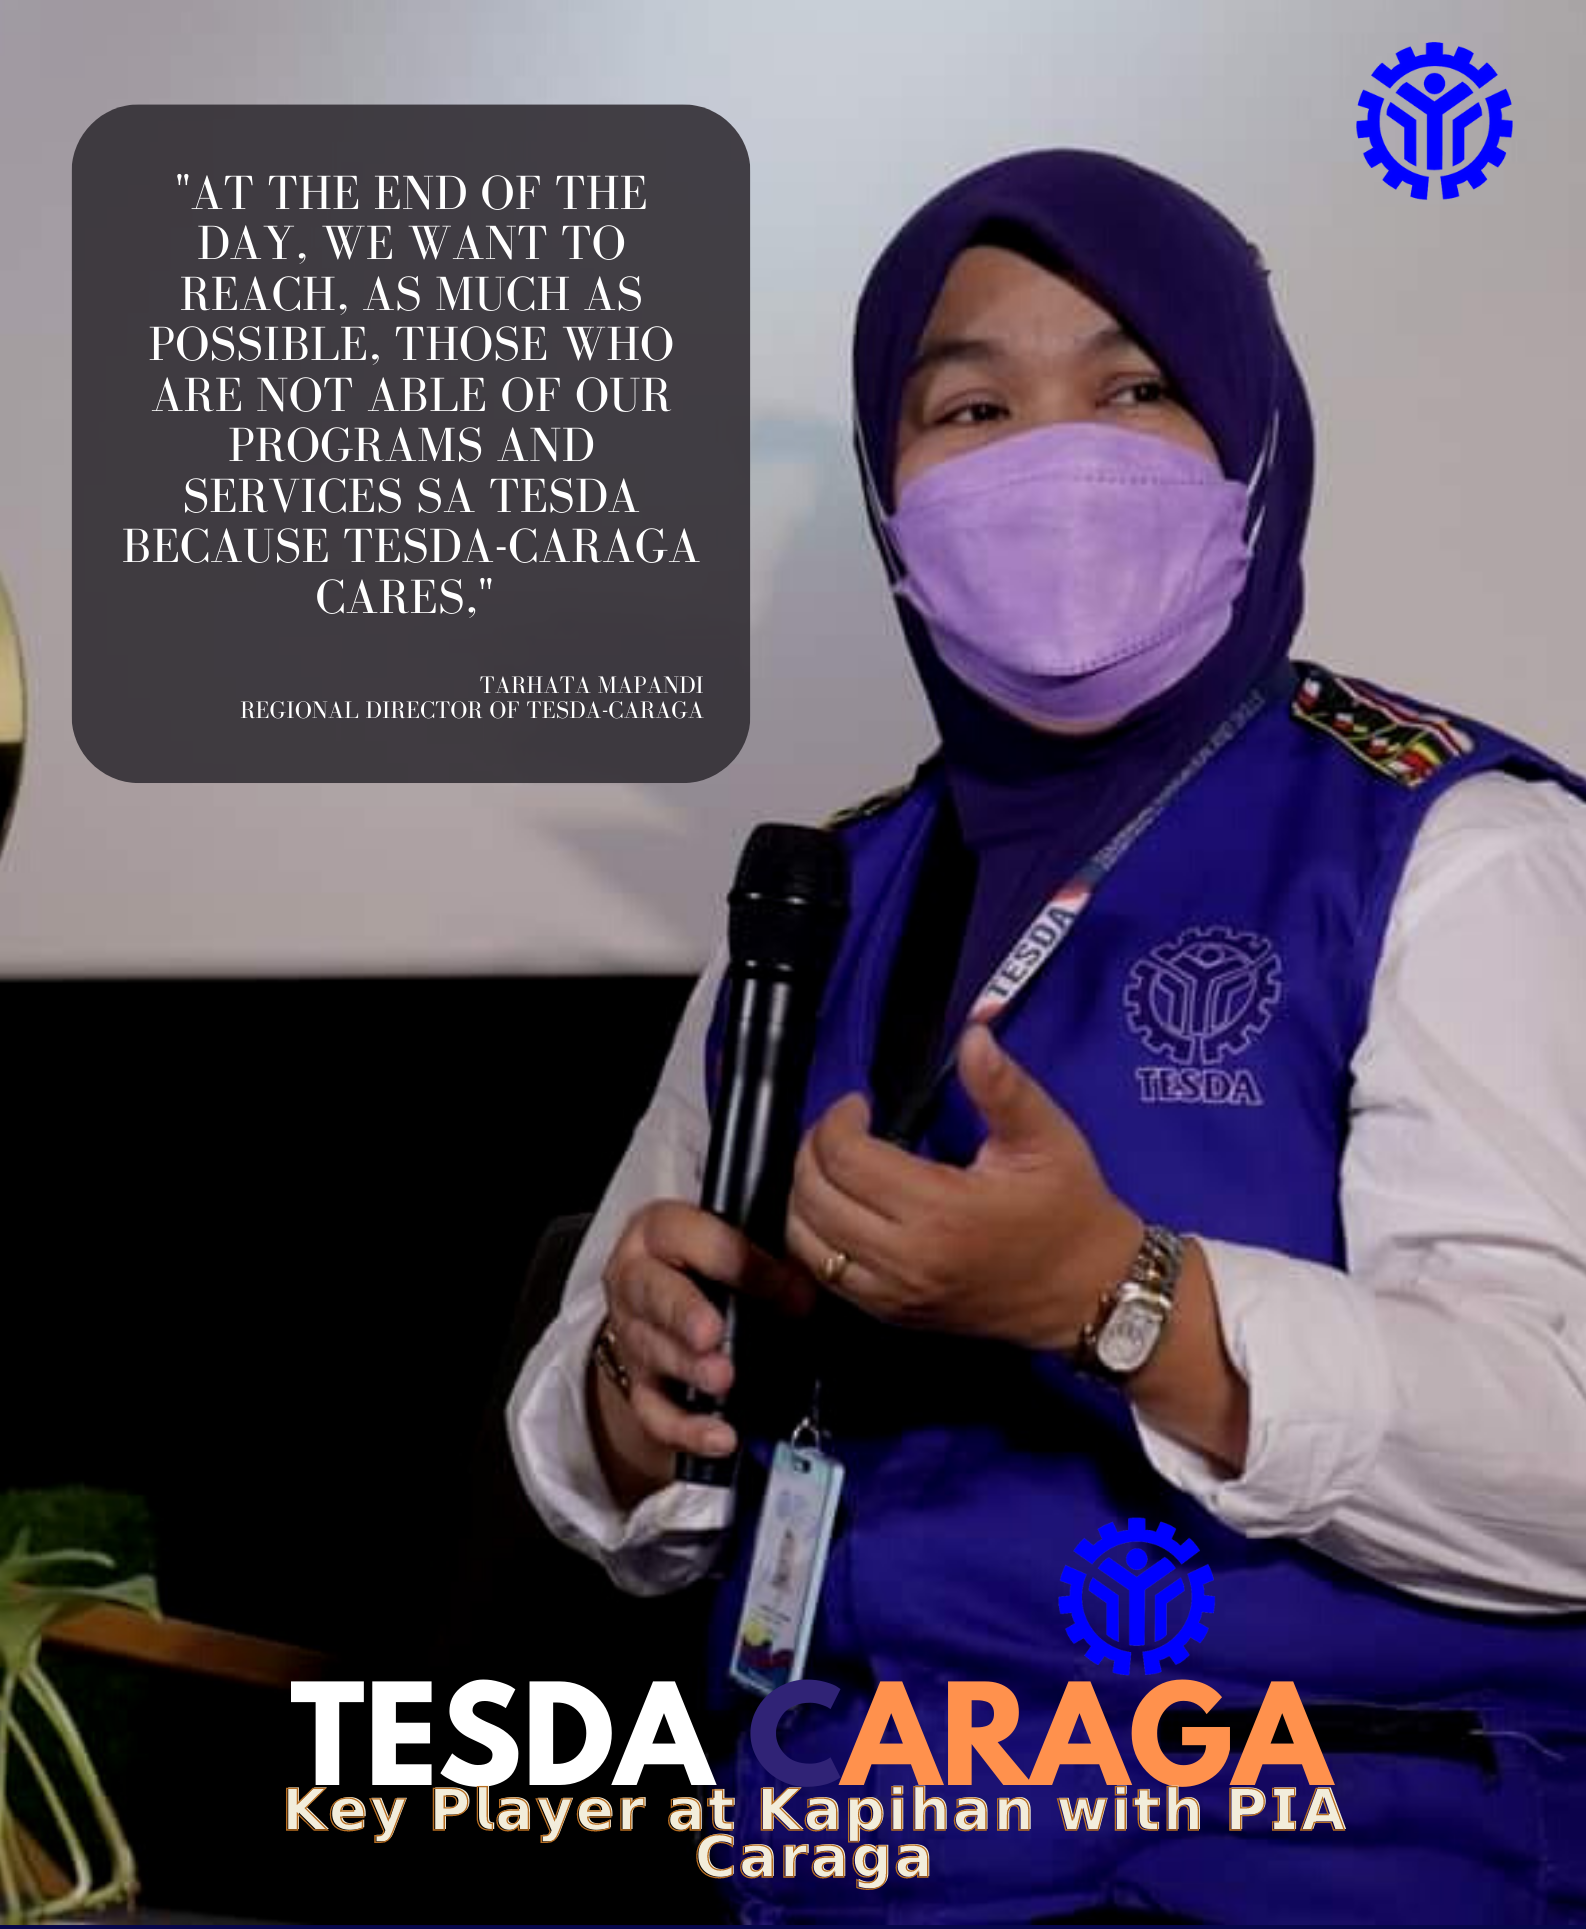 "AT THE END OF THE
DAY, WE WANT TO
REACH, AS MUCH AS
POSSIBLE, THOSE WHO
ARE NOT ABLE OF OUR
PROGRAMS AND
SERVICES SA TESDA
BECAUSE TESDA-CARAGA
CARES,"
TARHATA MAPANDI
REGIONAL DIRECTOR OF TESDA-CARAGA
TESDA
TESDA
TESDA CARAGA
Key Player at Kapihan with PIA
Caraga